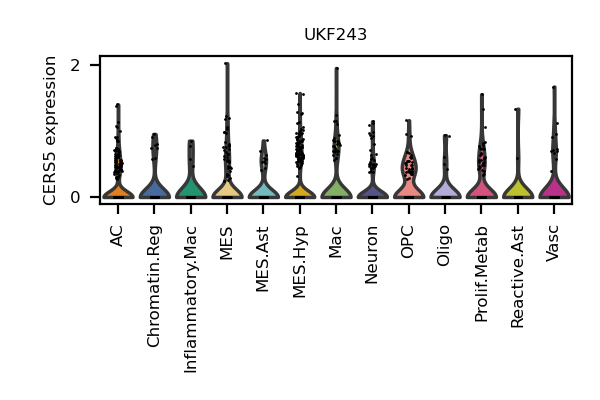 UKF243
CERS5 expression
2
0
AC
Chromatin.Reg
Inflammatory.Mac
MES
MES.Ast
MES.Hyp
Mac
Neuron
OPC
Oligo
Prolif.Metab
Reactive.Ast
Vasc